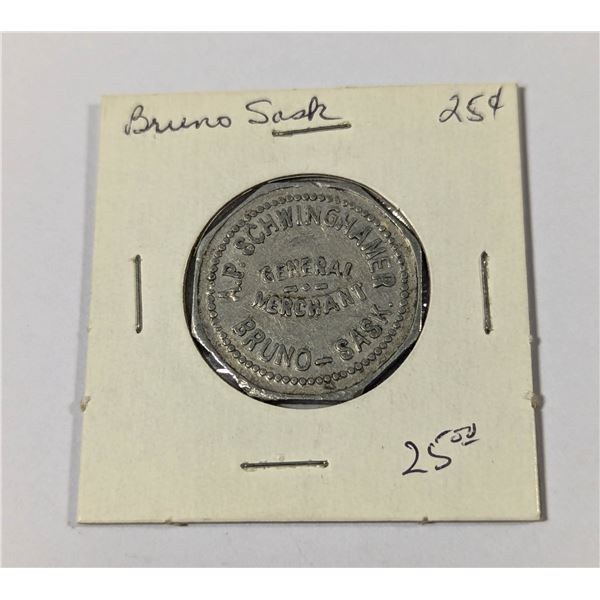 Bruno Sask 25¢
A.P. SCHWINGHAMER
GENERAL
MERCHANT
BRUNO-SASK.
25.00